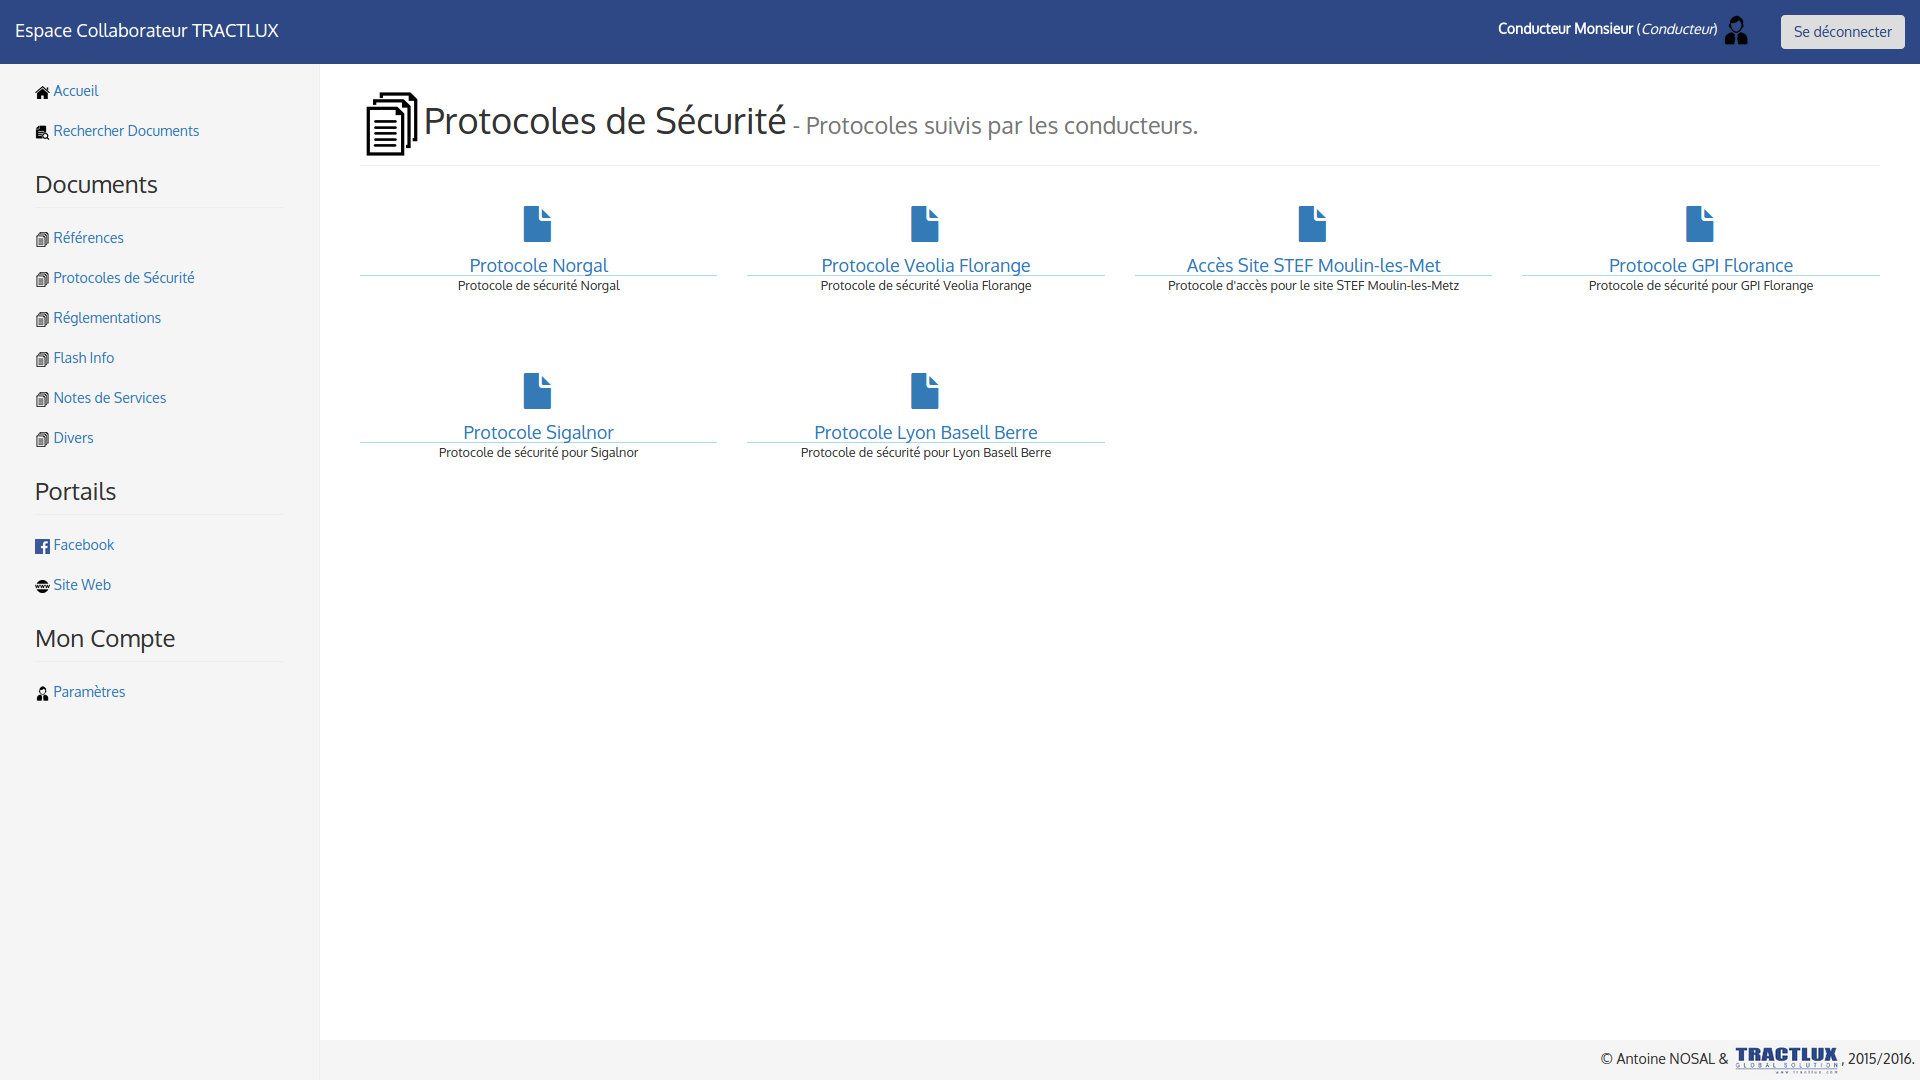 Espace Collaborateur TRACTLUX
Conducteur Monsieur (Conducteur)
Se déconnecter
Accueil
Rechercher Documents
Documents
Références
Protocoles de Sécurité
Réglementations
Flash Info
Notes de Services
Divers
Portails
Facebook
Site Web
Mon Compte
Paramètres
Protocoles de Sécurité - Protocoles suivis par les conducteurs.
Protocole Norgal
Protocole de sécurité Norgal
Protocole Veolia Florange
Protocole de sécurité Veolia Florange
Accès Site STEF Moulin-les-Met
Protocole d'accès pour le site STEF Moulin-les-Metz
Protocole GPI Florance
Protocole de sécurité pour GPI Florange
Protocole Sigalnor
Protocole de sécurité pour Sigalnor
Protocole Lyon Basell Berre
Protocole de sécurité pour Lyon Basell Berre
© Antoine NOSAL & TRACTLUX , 2015/2016.
GLOBAL SOLUTION
www.tractlux.com